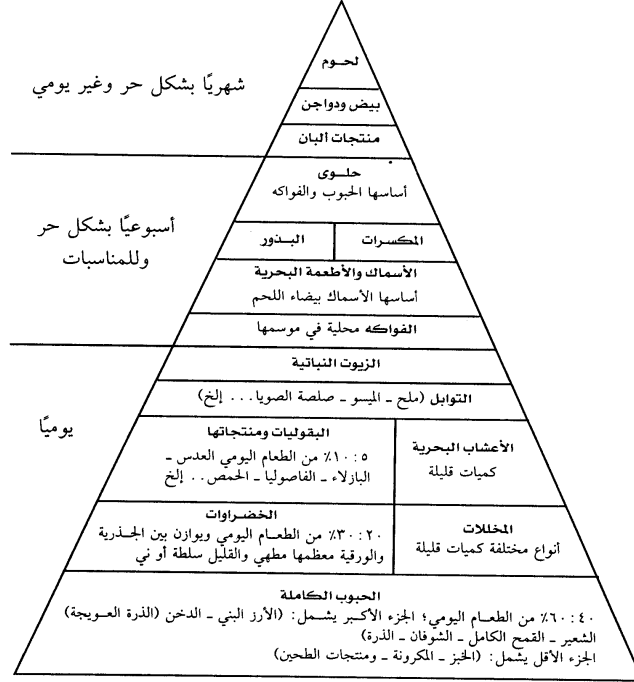 لحوم
شهريًا بشكل حر وغير يومي
بيض ودواجن
منتجات ألبان
حلوى
أساسها الحبوب والفواكه
أسبوعيًا بشكل حر
وللمناسبات
المكسرات
البذور
الأسماك والأطعمة البحرية
أساسها الأسماك بيضاء اللحم
الفواكه محلية في موسمها
الزيوت النباتية
التوابل (ملح - الميسو - صلصة الصويا... إلخ)
يوميًا
الأعشاب البحرية
كميات قليلة
البقوليات ومنتجاتها
١٠:٥٪ من الطعام اليومي العدس -
البازلاء - الفاصوليا - الحمص.. إلخ
المخللات
أنواع مختلفة كميات قليلة
الخضراوات
٣٠:٢٠٪ من الطعام اليومي ويوازن بين الجذرية
والورقية معظمها مطهي والقليل سلطة أو ني
الحبوب الكاملة
٦٠:٤٠٪ من الطعام اليومي؛ الجزء الأكبر يشمل: (الأرز البني - الدخن (الذرة العويجة)
الشعير - القمح الكامل - الشوفان - الذرة)
الجزء الأقل يشمل: (الخبز - المكرونة - ومنتجات الطحين)